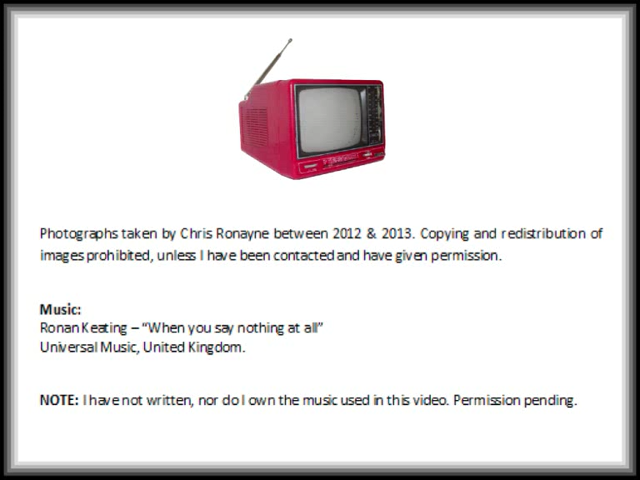 Photographs taken by Chris Ronayne between 2012 & 2013. Copying and redistribution of
images prohibited, unless I have been contacted and have given permission.
Music:
Ronan Keating – “When you say nothing at all”
Universal Music, United Kingdom.
NOTE: I have not written, nor do I own the music used in this video. Permission pending.